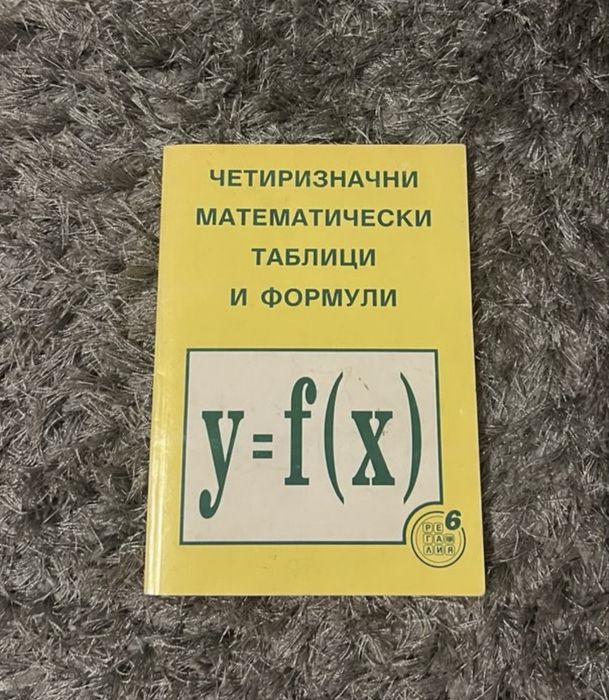 ЧЕТИРИЗНАЧНИ
МАТЕМАТИЧЕСКИ
ТАБЛИЦИ
И ФОРМУЛИ
y=f(x)
6
РЕ
ГА
ЛИЯ